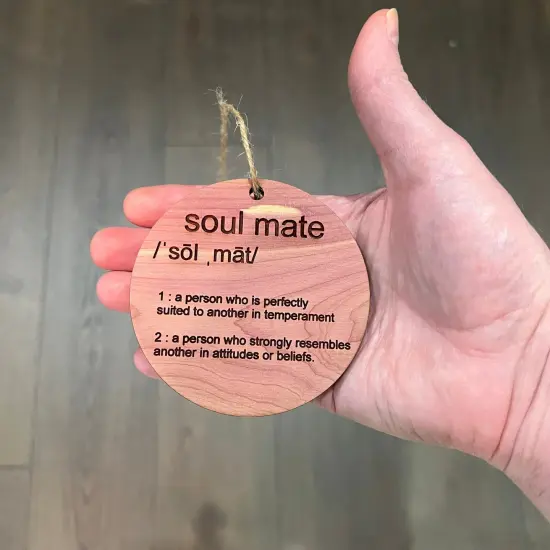 soul mate
/ˈsōl ˌmāt/
1 : a person who is perfectly
suited to another in temperament
2 : a person who strongly resembles
another in attitudes or beliefs.